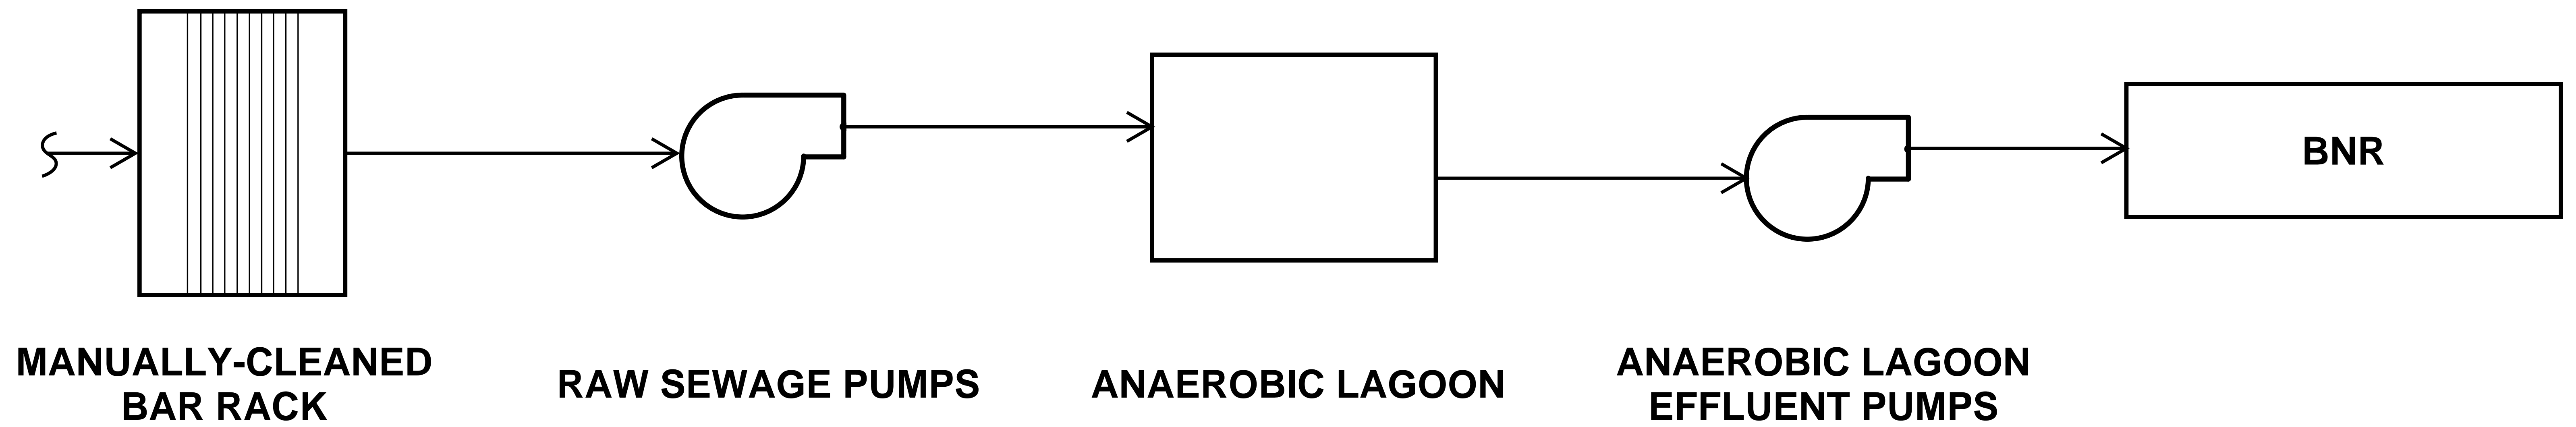 BNR
MANUALLY-CLEANED
BAR RACK
RAW SEWAGE PUMPS
ANAEROBIC LAGOON
ANAEROBIC LAGOON
EFFLUENT PUMPS